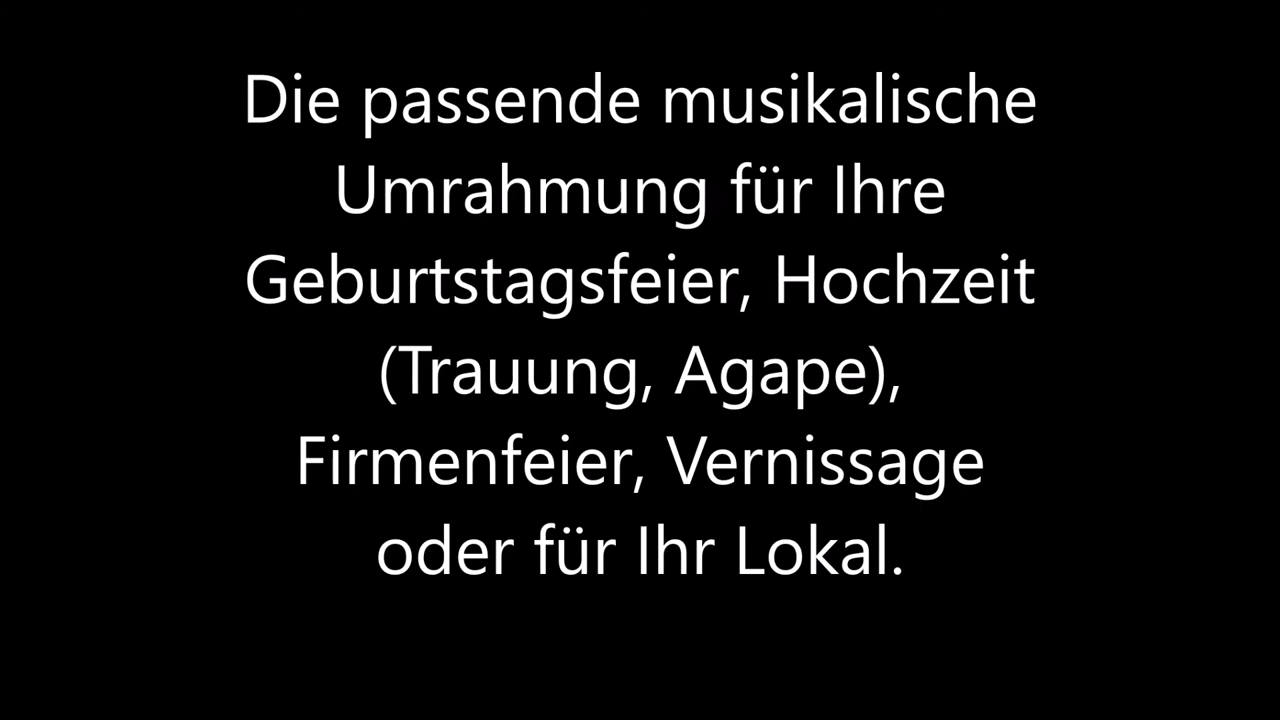 Die passende musikalische
Umrahmung für Ihre
Geburtstagsfeier, Hochzeit
(Trauung, Agape),
Firmenfeier, Vernissage
oder für Ihr Lokal.